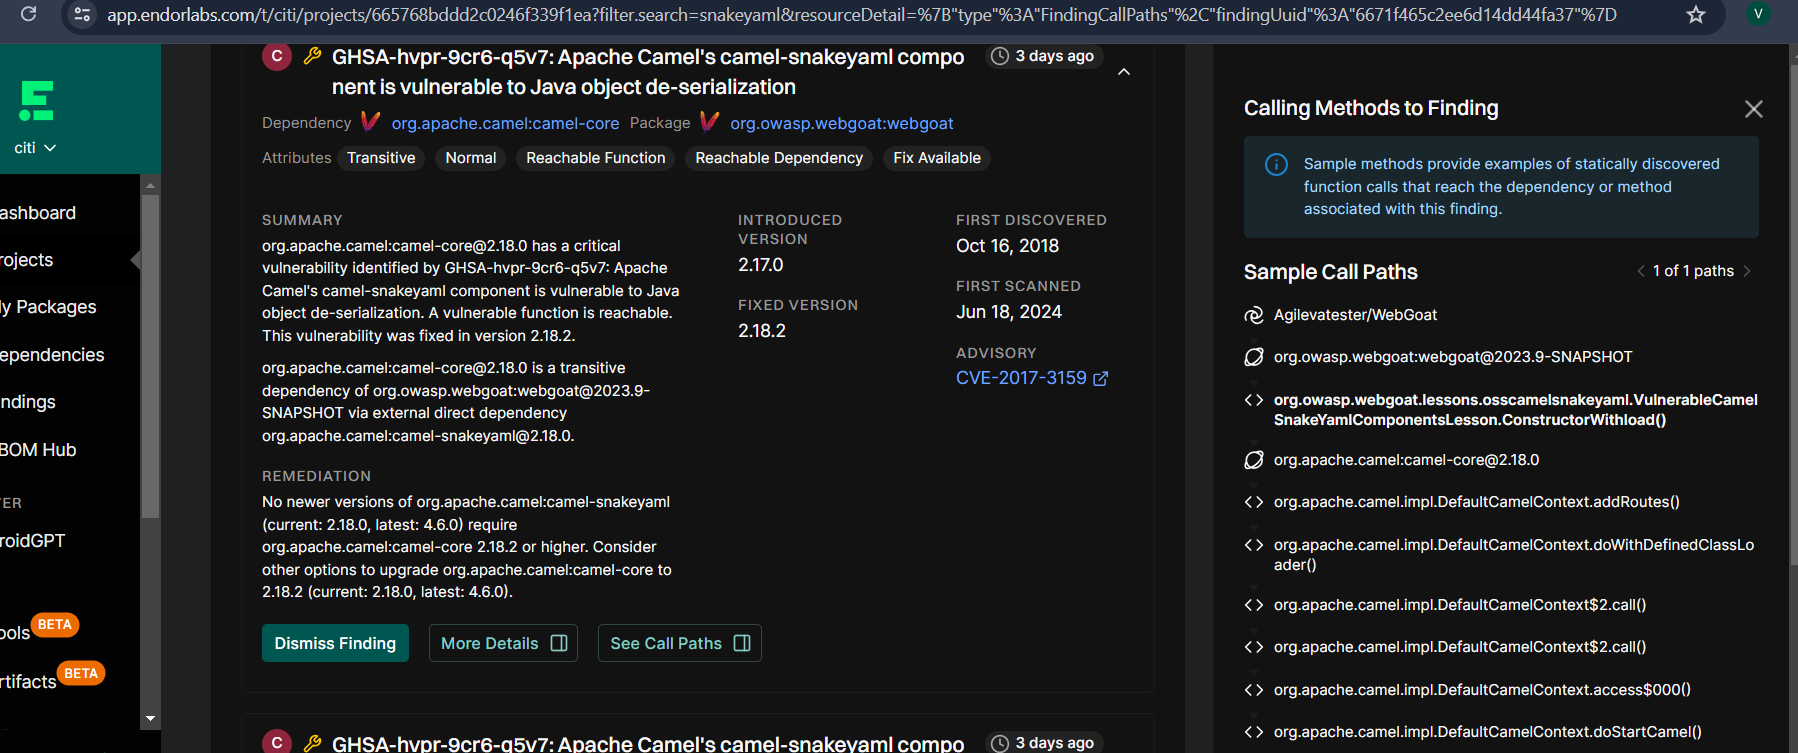 app.endorlabs.com/t/citi/projects/665768bddd2c0246f339f1ea?filter.search=snakeyaml&resourceDetail=%7B"type"%3A"FindingCallPaths"%2C"findingUuid"%3A"6671f465c2ee6d14dd44fa37"%7D
V
citi
ashboard
rojects
ly Packages
ependencies
ndings
BOM Hub
ER
roidGPT
ools BETA
rtifacts BETA
C
GHSA-hvpr-9cr6-q5v7: Apache Camel's camel-snakeyaml compo
nent is vulnerable to Java object de-serialization
3 days ago
Dependency org.apache.camel:camel-core Package org.owasp.webgoat:webgoat
Attributes Transitive Normal Reachable Function Reachable Dependency Fix Available
SUMMARY
org.apache.camel:camel-core@2.18.0 has a critical
vulnerability identified by GHSA-hvpr-9cr6-q5v7: Apache
Camel's camel-snakeyaml component is vulnerable to Java
object de-serialization. A vulnerable function is reachable.
This vulnerability was fixed in version 2.18.2.
org.apache.camel:camel-core@2.18.0 is a transitive
dependency of org.owasp.webgoat:webgoat@2023.9-
SNAPSHOT via external direct dependency
org.apache.camel:camel-snakeyaml@2.18.0.
INTRODUCED
VERSION
2.17.0
FIXED VERSION
2.18.2
FIRST DISCOVERED
Oct 16, 2018
FIRST SCANNED
Jun 18, 2024
ADVISORY
CVE-2017-3159
REMEDIATION
No newer versions of org.apache.camel:camel-snakeyaml
(current: 2.18.0, latest: 4.6.0) require
org.apache.camel:camel-core 2.18.2 or higher. Consider
other options to upgrade org.apache.camel:camel-core to
2.18.2 (current: 2.18.0, latest: 4.6.0).
Dismiss Finding
More Details
See Call Paths
C
GHSA-hvpr-9cr6-q5v7: Apache Camel's camel-snakeyaml compo
3 days ago
Calling Methods to Finding
Sample methods provide examples of statically discovered
function calls that reach the dependency or method
associated with this finding.
Sample Call Paths
1 of 1 paths
Agilevatester/WebGoat
org.owasp.webgoat:webgoat@2023.9-SNAPSHOT
org.owasp.webgoat.lessons.osscamelsnakeyaml.VulnerableCamel
SnakeYamlComponentsLesson.ConstructorWithload()
org.apache.camel:camel-core@2.18.0
org.apache.camel.impl.DefaultCamelContext.addRoutes()
org.apache.camel.impl.DefaultCamelContext.doWithDefinedClassLo
ader()
org.apache.camel.impl.DefaultCamelContext$2.call()
org.apache.camel.impl.DefaultCamelContext$2.call()
org.apache.camel.impl.DefaultCamelContext.access$000()
org.apache.camel.impl.DefaultCamelContext.doStartCamel()